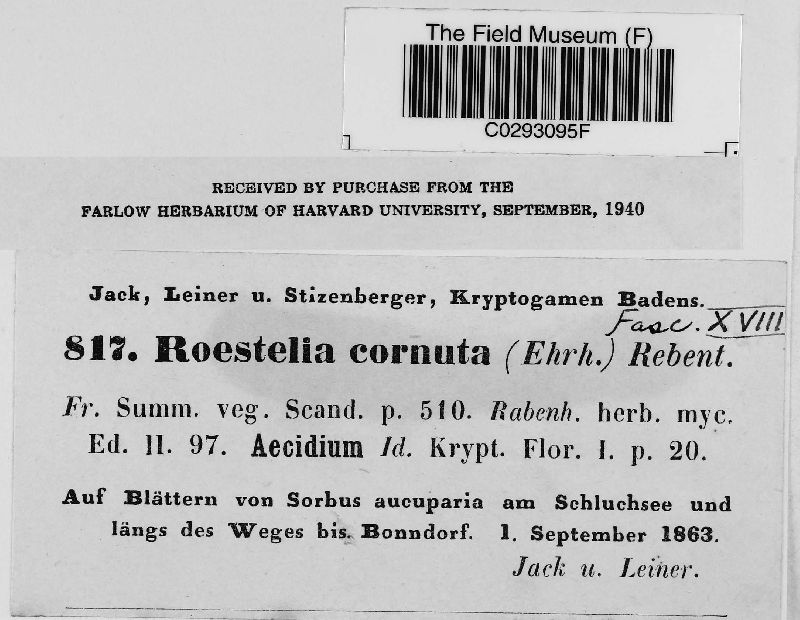 The Field Museum (F)
C0293095F
RECEIVED BY PURCHASE FROM THE
FARLOW HERBARIUM OF HARVARD UNIVERSITY, SEPTEMBER, 1940
Jack, Leiner u. Stizenberger, Kryptogamen Badens.
Fasc. XVIII
817. Roestelia cornuta (Ehrh.) Rebent.
Fr. Summ. veg. Scand. p. 510. Rabenh. herb. myc.
Ed. II. 97. Aecidium Id. Krypt. Flor. I. p. 20.
Auf Blättern von Sorbus aucuparia am Schluchsee und
längs des Weges bis. Bonndorf. 1. September 1863.
Jack u. Leiner.